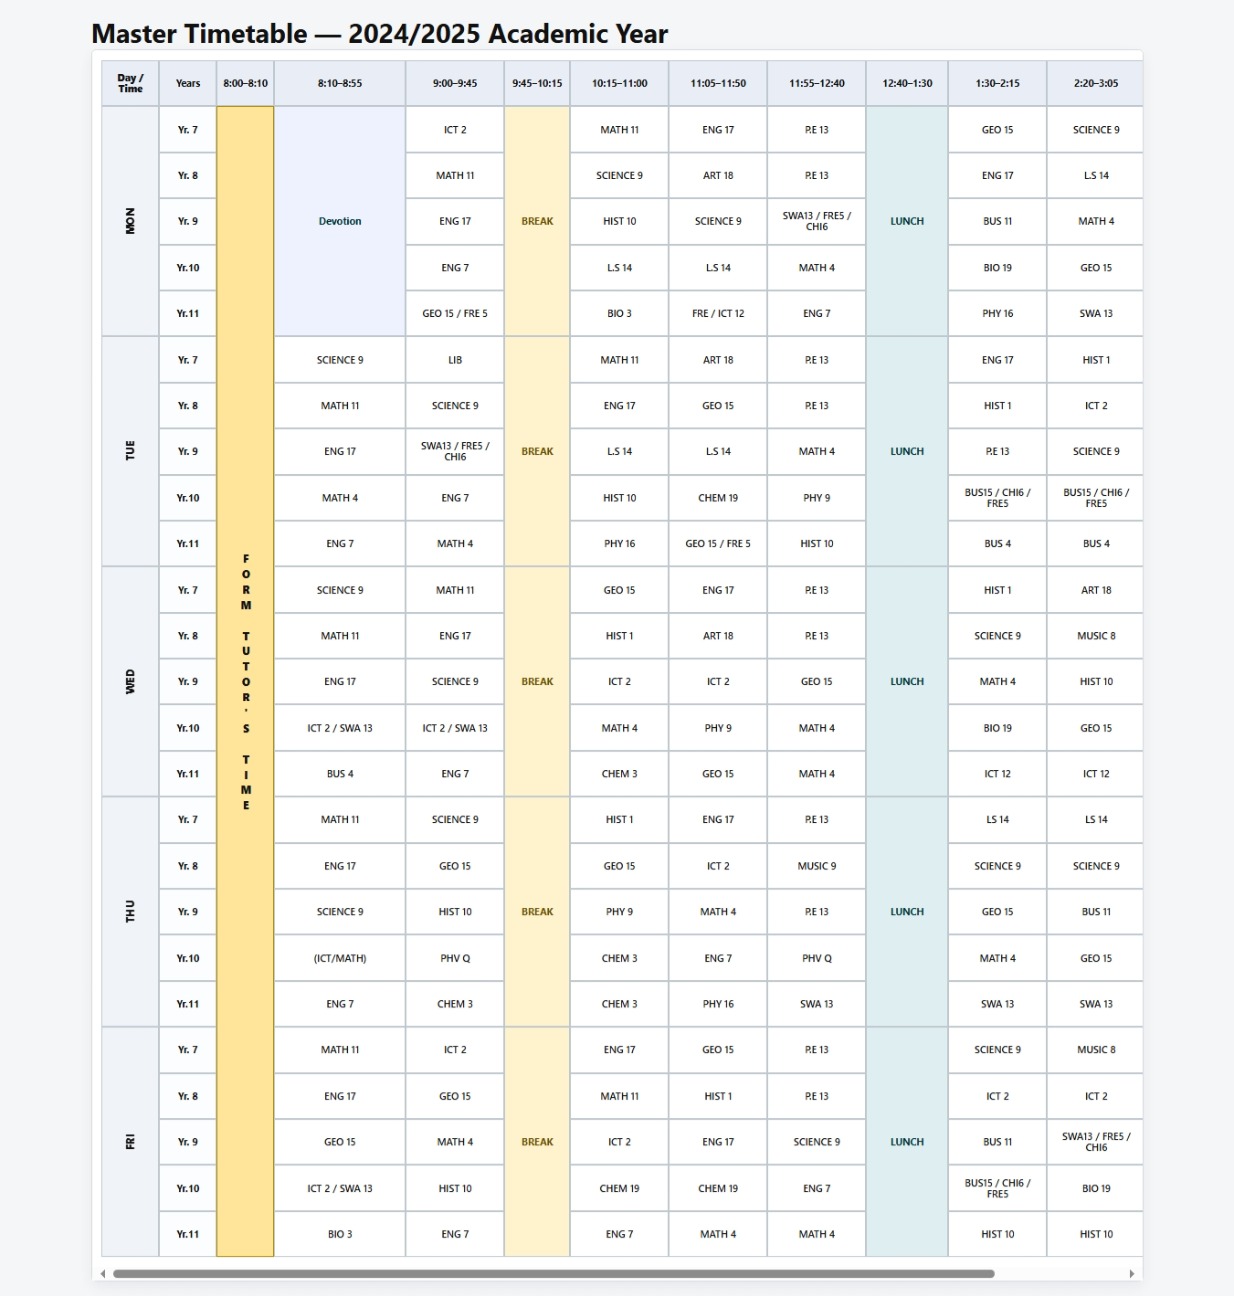 Master Timetable — 2024/2025 Academic Year
Day / Time Years 8:00–8:10 8:10–8:55 9:00–9:45 9:45–10:15 10:15–11:00 11:05–11:50 11:55–12:40 12:40–1:30 1:30–2:15 2:20–3:05
FORM TUTOR'S TIME
MON
Devotion
BREAK
LUNCH
Yr. 7 ICT 2 MATH 11 ENG 17 P.E 13 GEO 15 SCIENCE 9
Yr. 8 MATH 11 SCIENCE 9 ART 18 P.E 13 ENG 17 L.S 14
Yr. 9 ENG 17 HIST 10 SCIENCE 9 SWA13 / FRE5 / CHI6 BUS 11 MATH 4
Yr.10 ENG 7 L.S 14 L.S 14 MATH 4 BIO 19 GEO 15
Yr.11 GEO 15 / FRE 5 BIO 3 FRE / ICT 12 ENG 7 PHY 16 SWA 13
TUE
BREAK
LUNCH
Yr. 7 SCIENCE 9 LIB MATH 11 ART 18 P.E 13 ENG 17 HIST 1
Yr. 8 MATH 11 SCIENCE 9 ENG 17 GEO 15 P.E 13 HIST 1 ICT 2
Yr. 9 ENG 17 SWA13 / FRE5 / CHI6 L.S 14 L.S 14 MATH 4 P.E 13 SCIENCE 9
Yr.10 MATH 4 ENG 7 HIST 10 CHEM 19 PHY 9 BUS15 / CHI6 / FRE5 BUS15 / CHI6 / FRE5
Yr.11 ENG 7 MATH 4 PHY 16 GEO 15 / FRE 5 HIST 10 BUS 4 BUS 4
WED
BREAK
LUNCH
Yr. 7 SCIENCE 9 MATH 11 GEO 15 ENG 17 P.E 13 HIST 1 ART 18
Yr. 8 MATH 11 ENG 17 HIST 1 ART 18 P.E 13 SCIENCE 9 MUSIC 8
Yr. 9 ENG 17 SCIENCE 9 ICT 2 ICT 2 GEO 15 MATH 4 HIST 10
Yr.10 ICT 2 / SWA 13 ICT 2 / SWA 13 MATH 4 PHY 9 MATH 4 BIO 19 GEO 15
Yr.11 BUS 4 ENG 7 CHEM 3 GEO 15 MATH 4 ICT 12 ICT 12
THU
BREAK
LUNCH
Yr. 7 MATH 11 SCIENCE 9 HIST 1 ENG 17 P.E 13 LS 14 LS 14
Yr. 8 ENG 17 GEO 15 GEO 15 ICT 2 MUSIC 9 SCIENCE 9 SCIENCE 9
Yr. 9 SCIENCE 9 HIST 10 PHY 9 MATH 4 P.E 13 GEO 15 BUS 11
Yr.10 (ICT/MATH) PHV Q CHEM 3 ENG 7 PHV Q MATH 4 GEO 15
Yr.11 ENG 7 CHEM 3 CHEM 3 PHY 16 SWA 13 SWA 13 SWA 13
FRI
BREAK
LUNCH
Yr. 7 MATH 11 ICT 2 ENG 17 GEO 15 P.E 13 SCIENCE 9 MUSIC 8
Yr. 8 ENG 17 GEO 15 MATH 11 HIST 1 P.E 13 ICT 2 ICT 2
Yr. 9 GEO 15 MATH 4 ICT 2 ENG 17 SCIENCE 9 BUS 11 SWA13 / FRE5 / CHI6
Yr.10 ICT 2 / SWA 13 HIST 10 CHEM 19 CHEM 19 ENG 7 BUS15 / CHI6 / FRE5 BIO 19
Yr.11 BIO 3 ENG 7 ENG 7 MATH 4 MATH 4 HIST 10 HIST 10